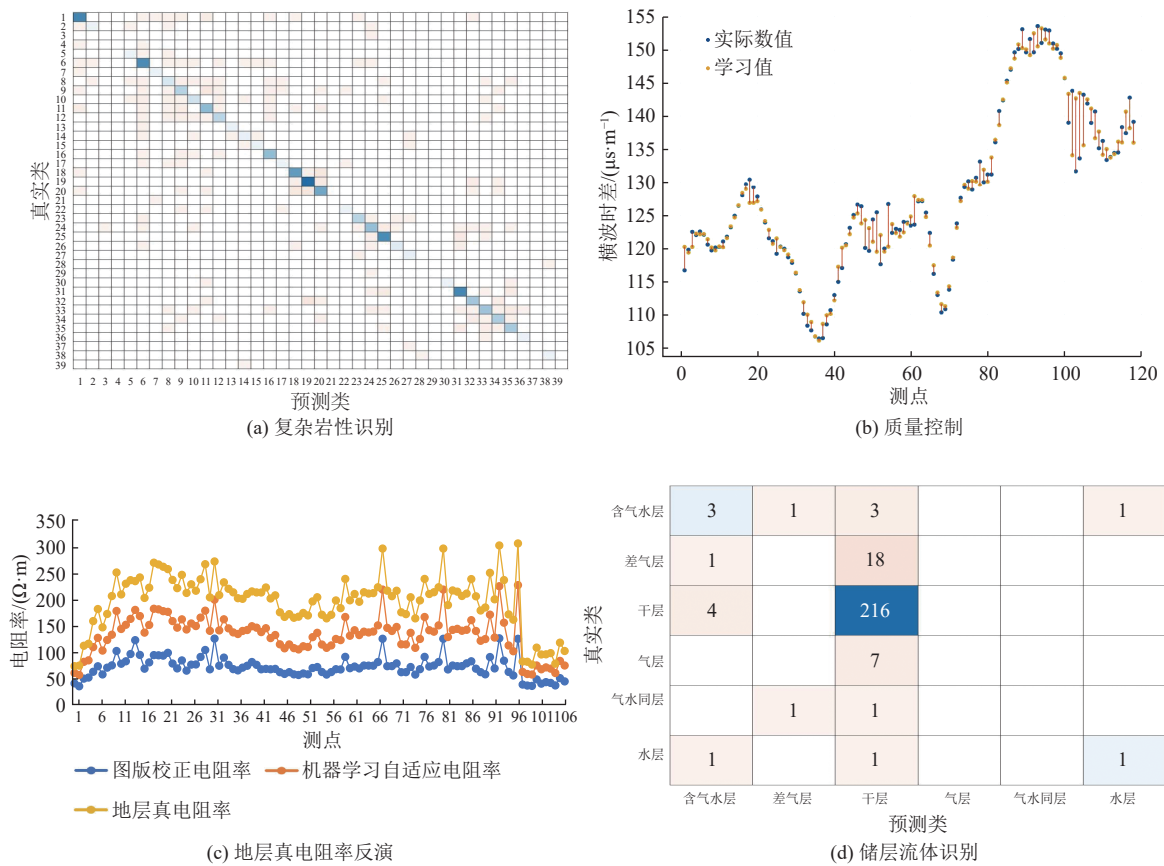 1
2
3
4
5
6
7
8
9
10
11
12
13
14
15
16
17
18
19
20
21
22
23
24
25
26
27
28
29
30
31
32
33
34
35
36
37
38
39
真实类
1 2 3 4 5 6 7 8 9 10 11 12 13 14 15 16 17 18 19 20 21 22 23 24 25 26 27 28 29 30 31 32 33 34 35 36 37 38 39
预测类
(a) 复杂岩性识别
155
150
145
140
135
130
125
120
115
110
105
横波时差/(μs·m⁻¹)
实际数值
学习值
0 20 40 60 80 100 120
测点
(b) 质量控制
350
300
250
200
150
100
50
0
电阻率/(Ω·m)
1 6 11 16 21 26 31 36 41 46 51 56 61 66 71 76 81 86 91 96 101 106
测点
图版校正电阻率 机器学习自适应电阻率
地层真电阻率
(c) 地层真电阻率反演
真实类
含气水层 3 1 3 1
差气层 1 18
干层 4 216
气层 7
气水同层 1 1
水层 1 1 1
含气水层 差气层 干层 气层 气水同层 水层
预测类
(d) 储层流体识别